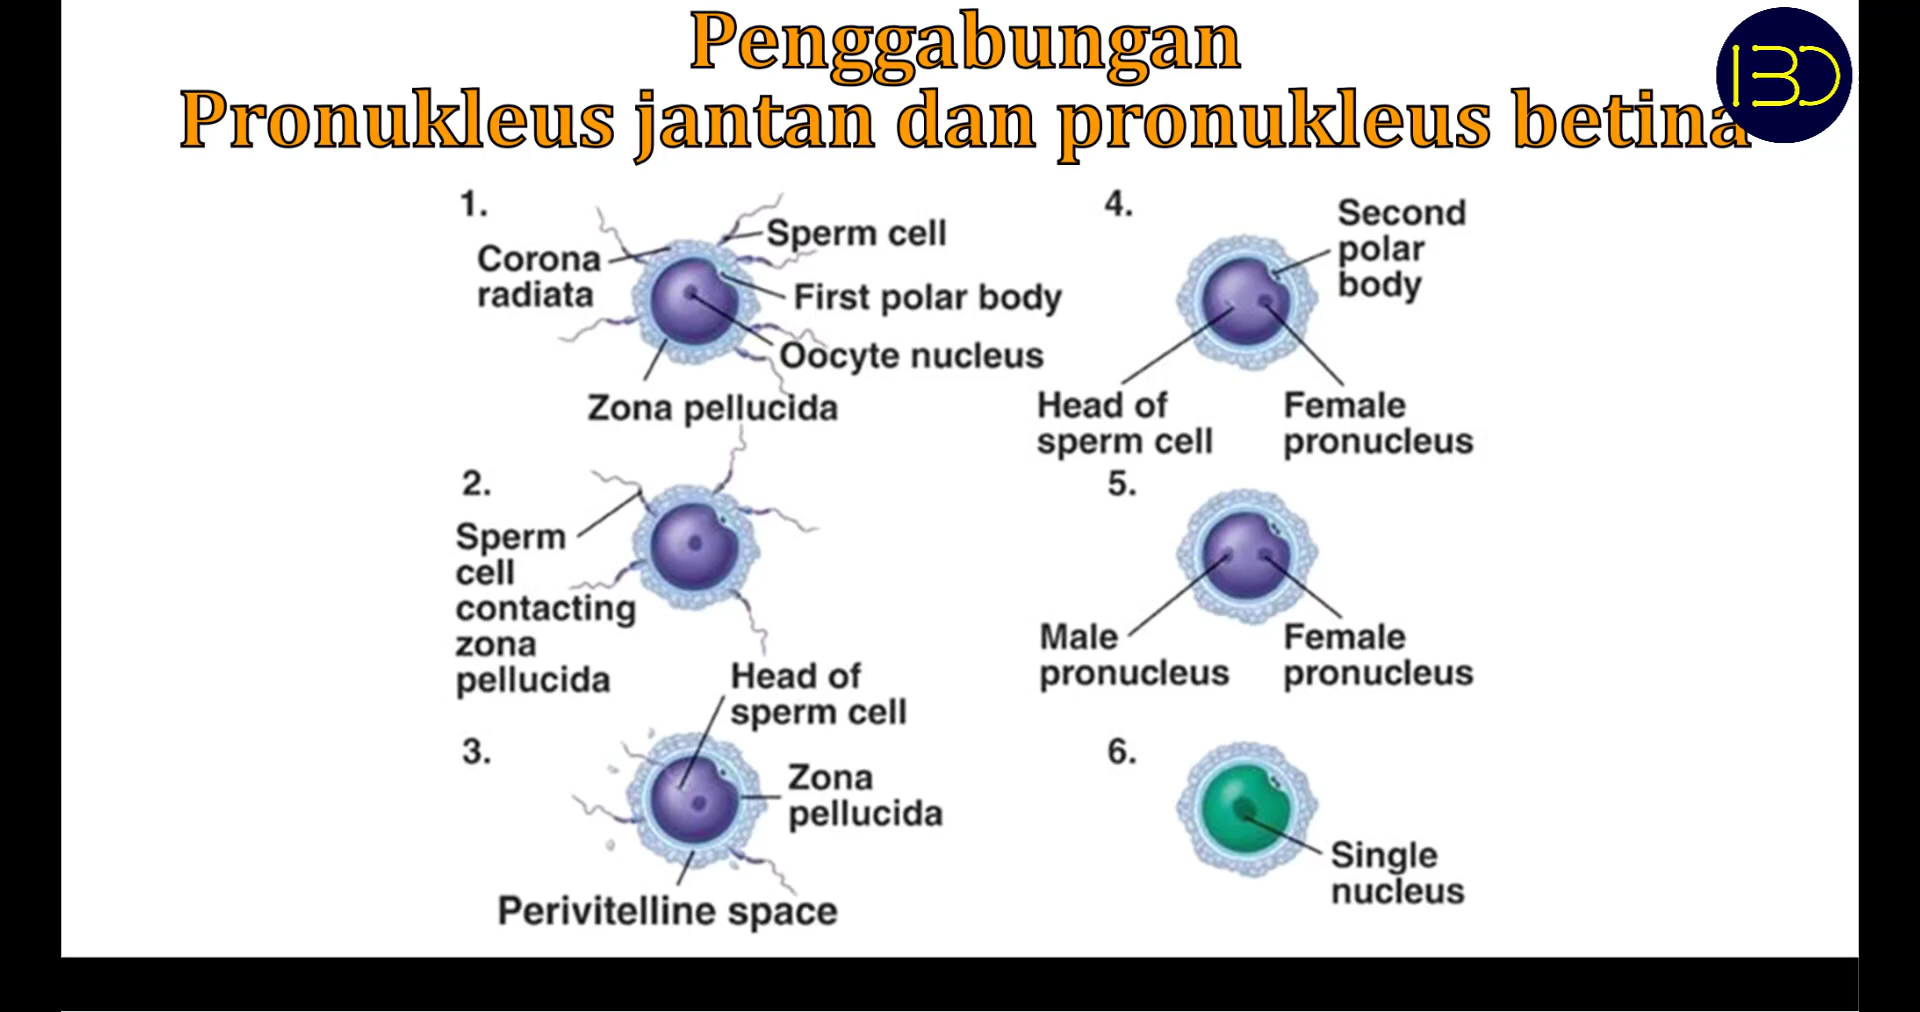 Penggabungan
Pronukleus jantan dan pronukleus betina
BD
1.
Corona
radiata
Sperm cell
First polar body
Oocyte nucleus
Zona pellucida
2.
Sperm
cell
contacting
zona
pellucida
3.
Head of
sperm cell
Zona
pellucida
Perivitelline space
4.
Second
polar
body
Head of
sperm cell
Female
pronucleus
5.
Male
pronucleus
Female
pronucleus
6.
Single
nucleus